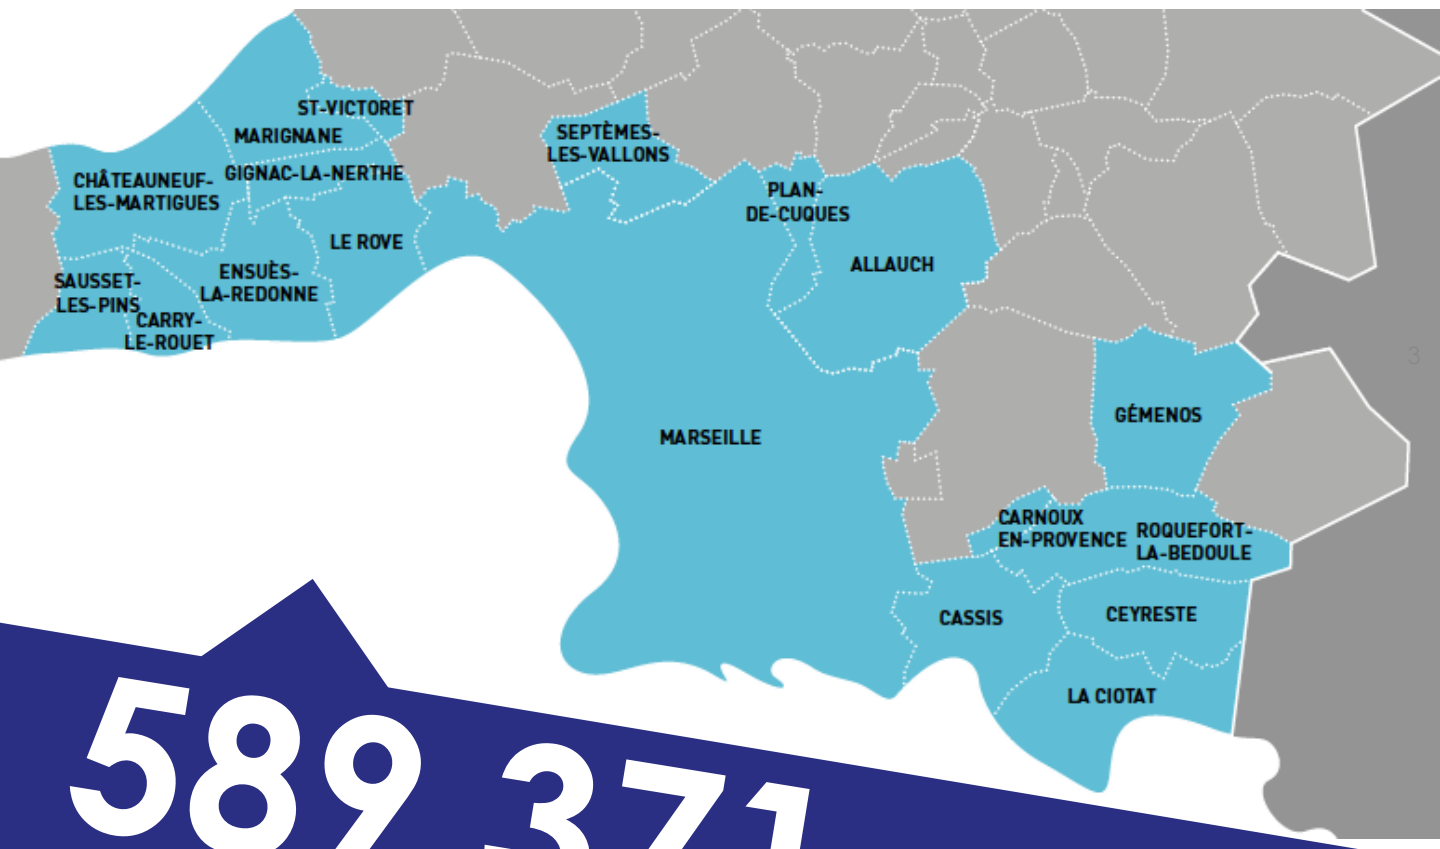 ST-VICTORET
MARIGNANE
SEPTÈMES-
LES-VALLONS
GIGNAC-LA-NERTHE
CHÂTEAUNEUF-
LES-MARTIGUES
PLAN-
DE-CUQUES
LE ROVE
ALLAUCH
ENSUÈS-
LA-REDONNE
SAUSSET-
LES-PINS
CARRY-
LE-ROUET
3
GÉMENOS
MARSEILLE
CARNOUX
EN-PROVENCE
ROQUEFORT-
LA-BEDOULE
CASSIS
CEYRESTE
LA CIOTAT
589 371